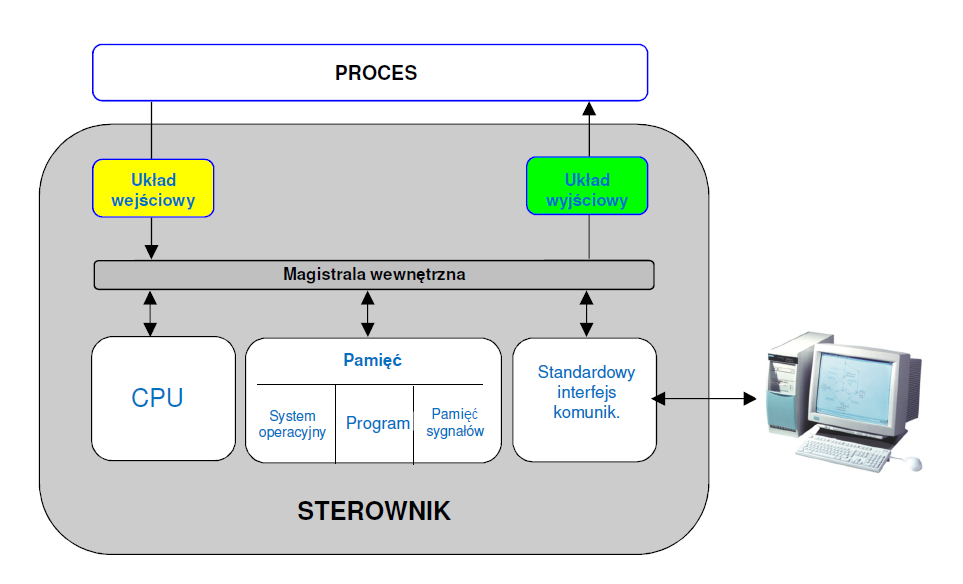 PROCES
Układ
wejściowy
Układ
wyjściowy
Magistrala wewnętrzna
CPU
Pamięć
System
operacyjny
Program
Pamięć
sygnałów
Standardowy
interfejs
komunik.
STEROWNIK